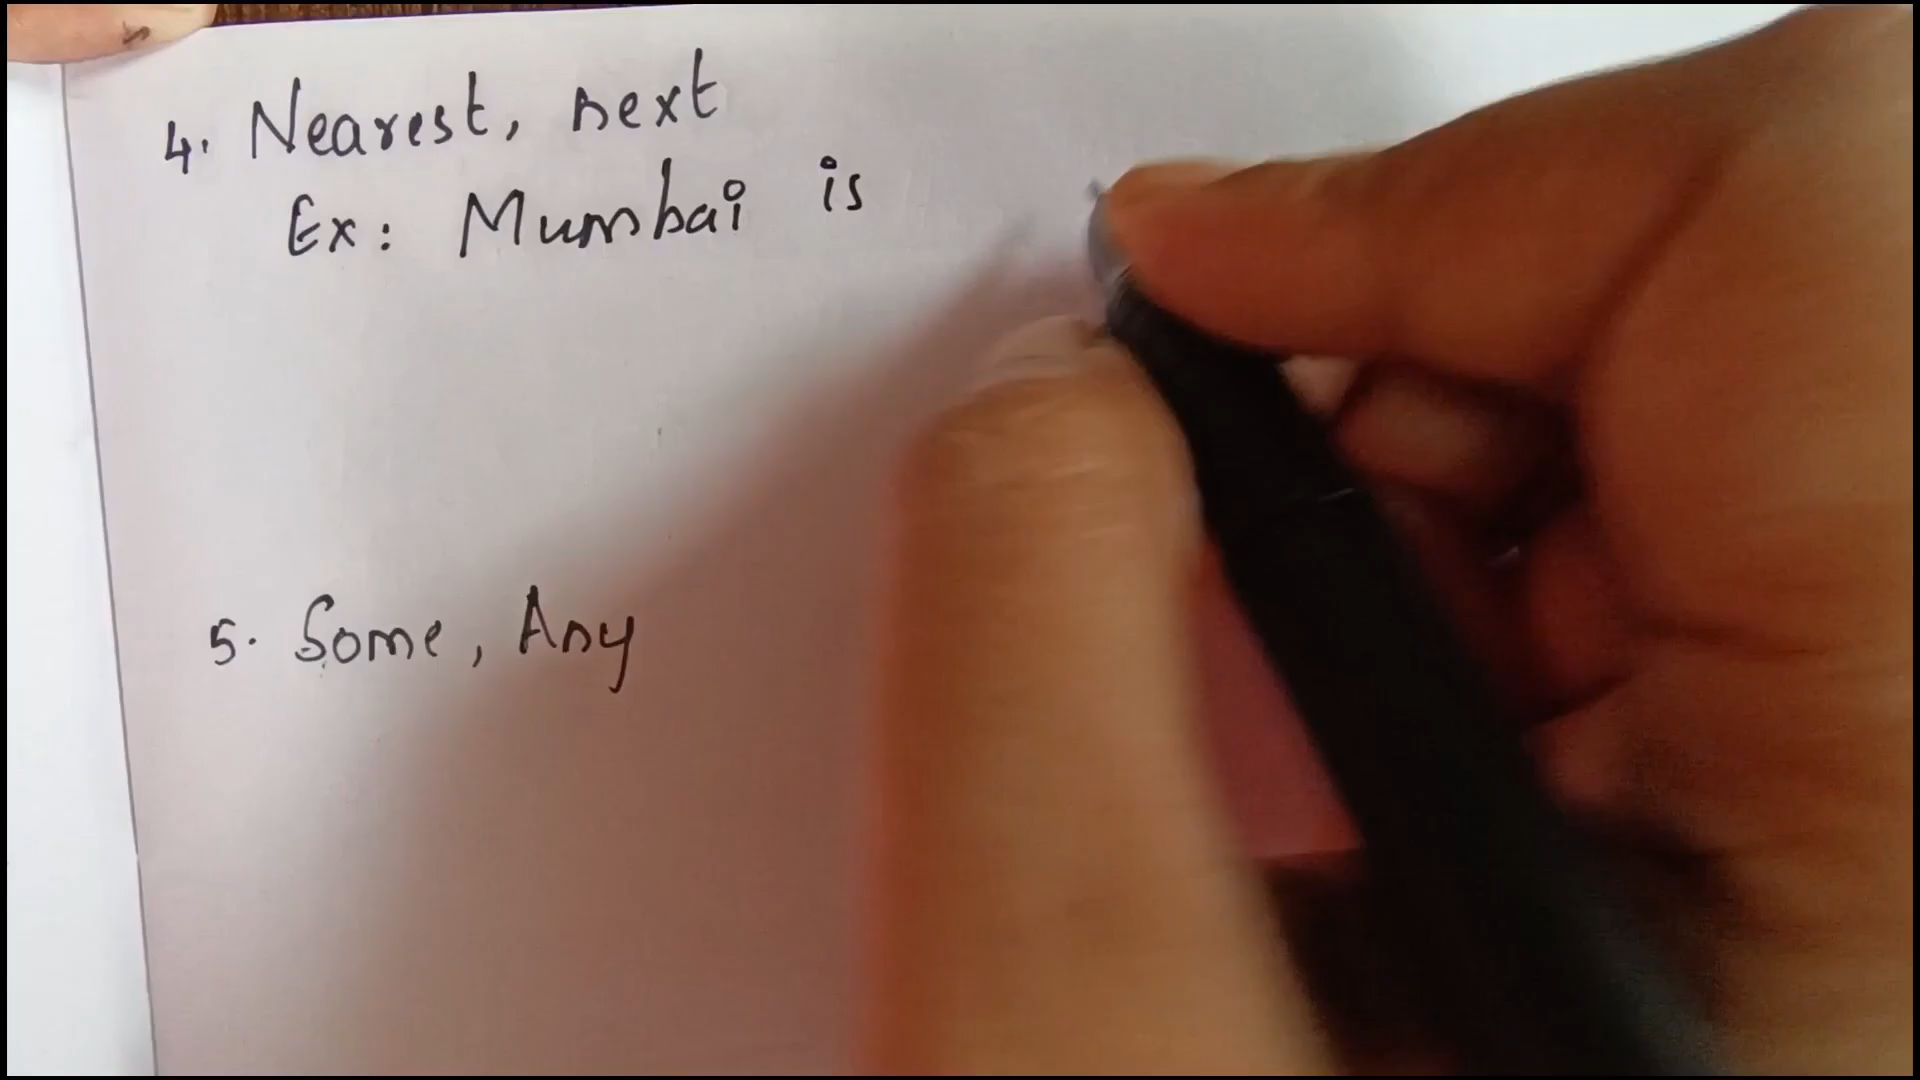 4. Nearest, next
Ex: Mumbai is
5. Some, Any